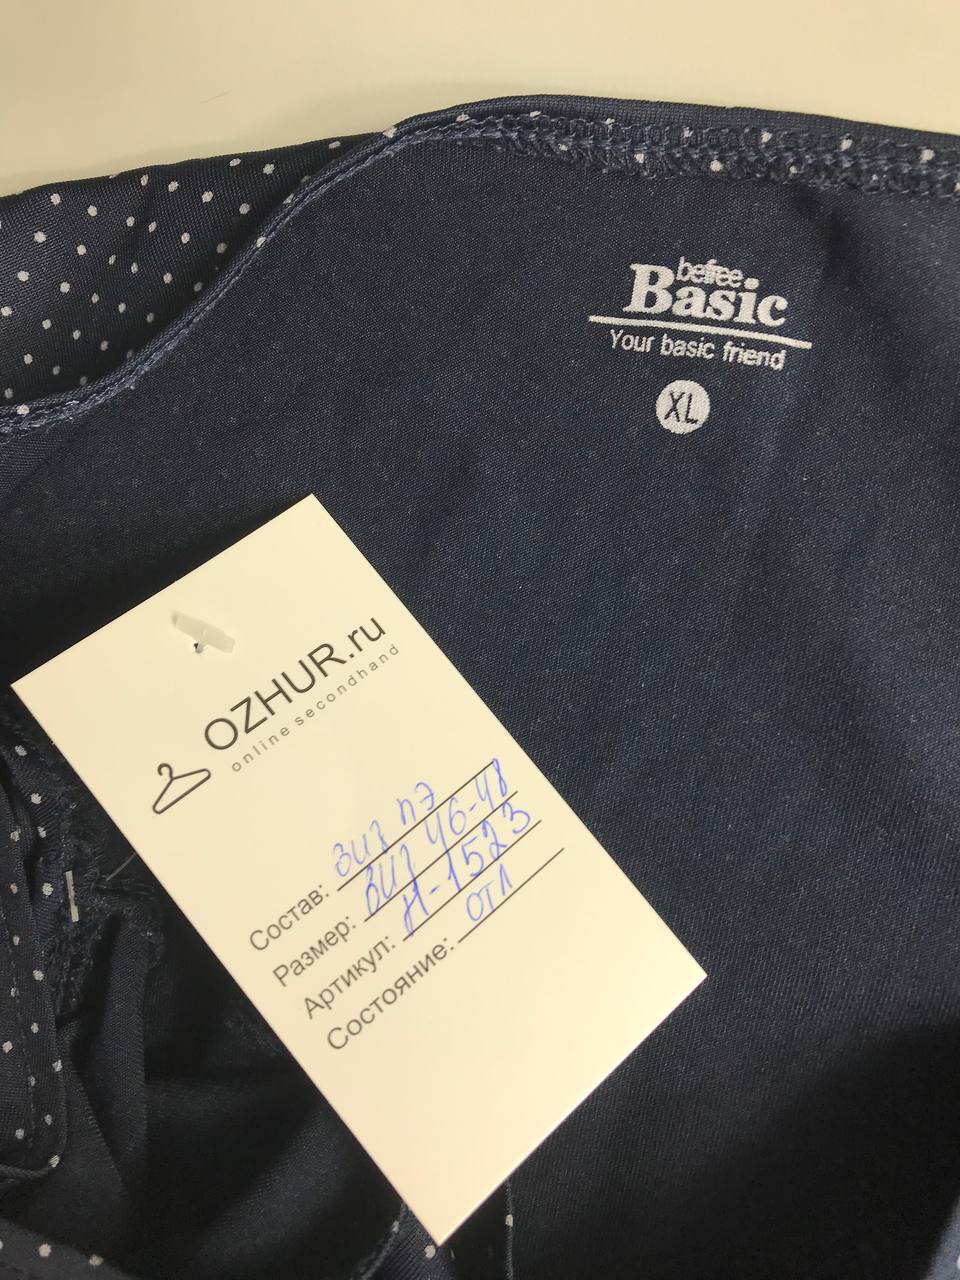 befree
Basic
Your basic friend
XL
OZHUR.ru
online secondhand
Состав: виз ПЭ
Размер: виз 46-48
Артикул: Н-1523
Состояние: отл